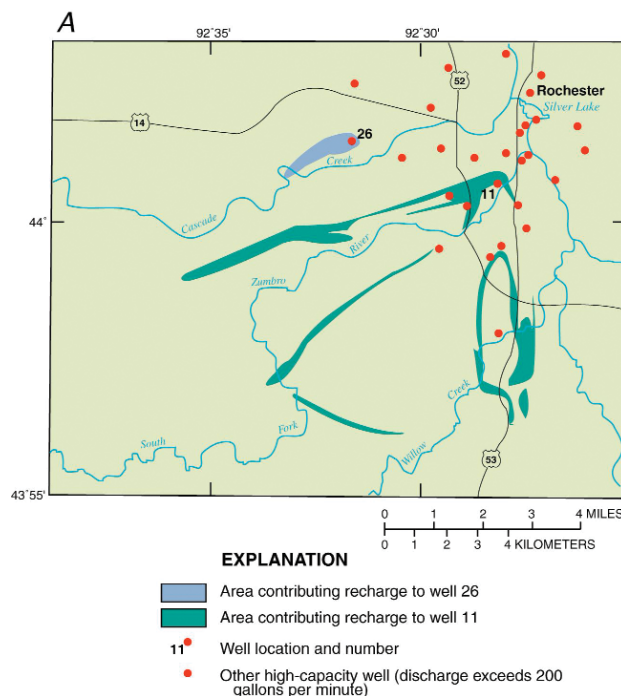 A
92°35'
92°30'
52
Rochester
Silver Lake
14
26
Creek
11
44°
Cascade
River
Zumbro
Creek
Fork
South
Willow
53
43°55'
0 1 2 3 4 MILES
0 1 2 3 4 KILOMETERS
EXPLANATION
Area contributing recharge to well 26
Area contributing recharge to well 11
11 Well location and number
Other high-capacity well (discharge exceeds 200
gallons per minute)